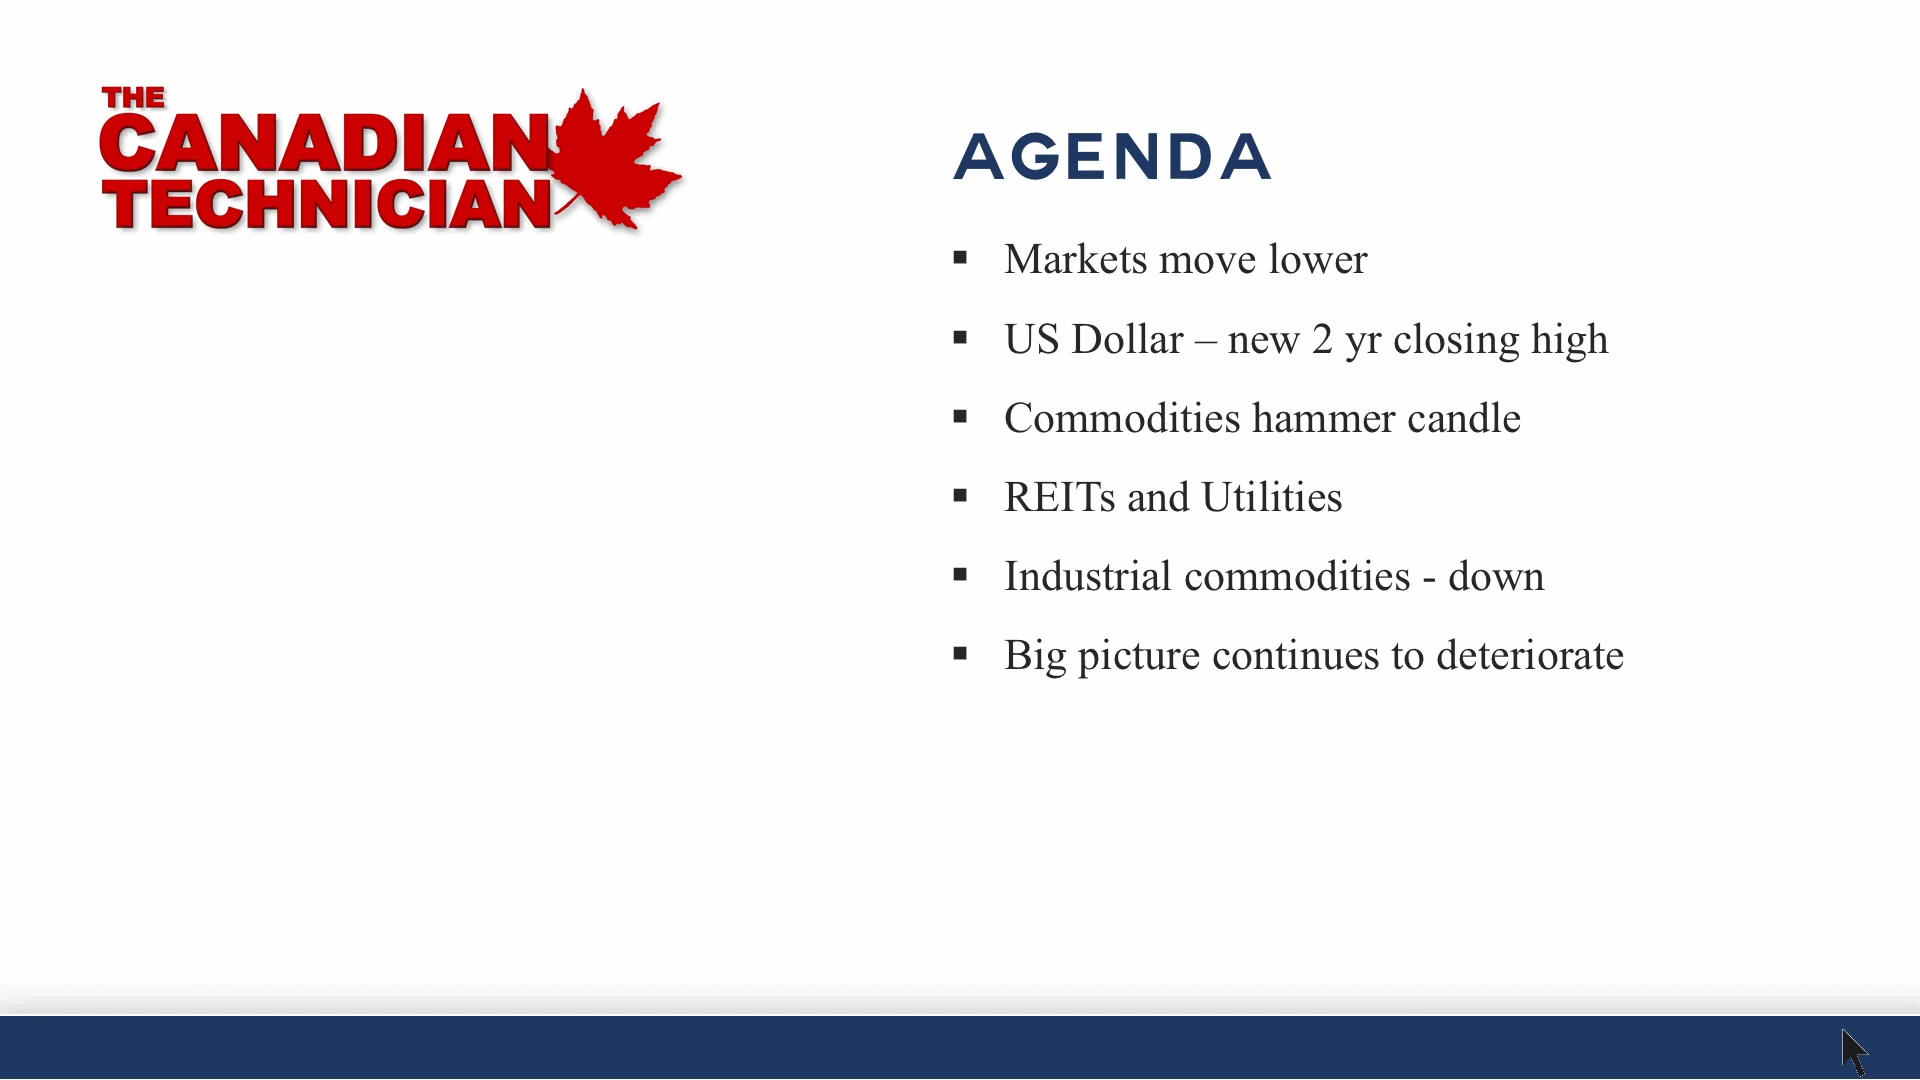 THE
CANADIAN
TECHNICIAN
AGENDA
Markets move lower
US Dollar – new 2 yr closing high
Commodities hammer candle
REITs and Utilities
Industrial commodities - down
Big picture continues to deteriorate